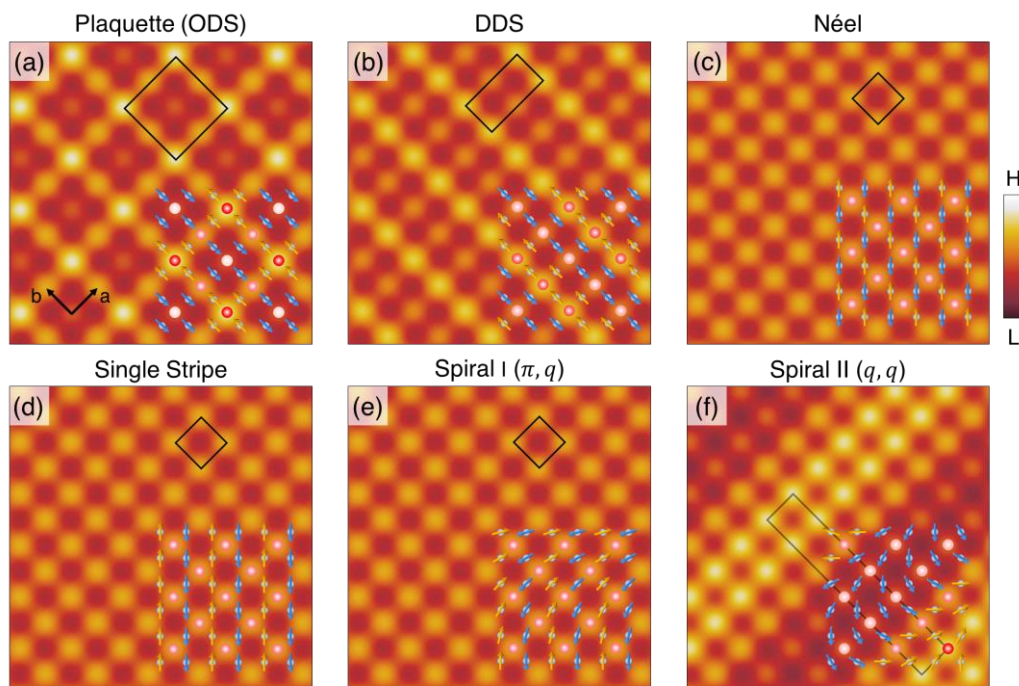 Plaquette (ODS)
DDS
Néel
(a)
(b)
(c)
b
a
H
L
Single Stripe
Spiral I (π, q)
Spiral II (q, q)
(d)
(e)
(f)